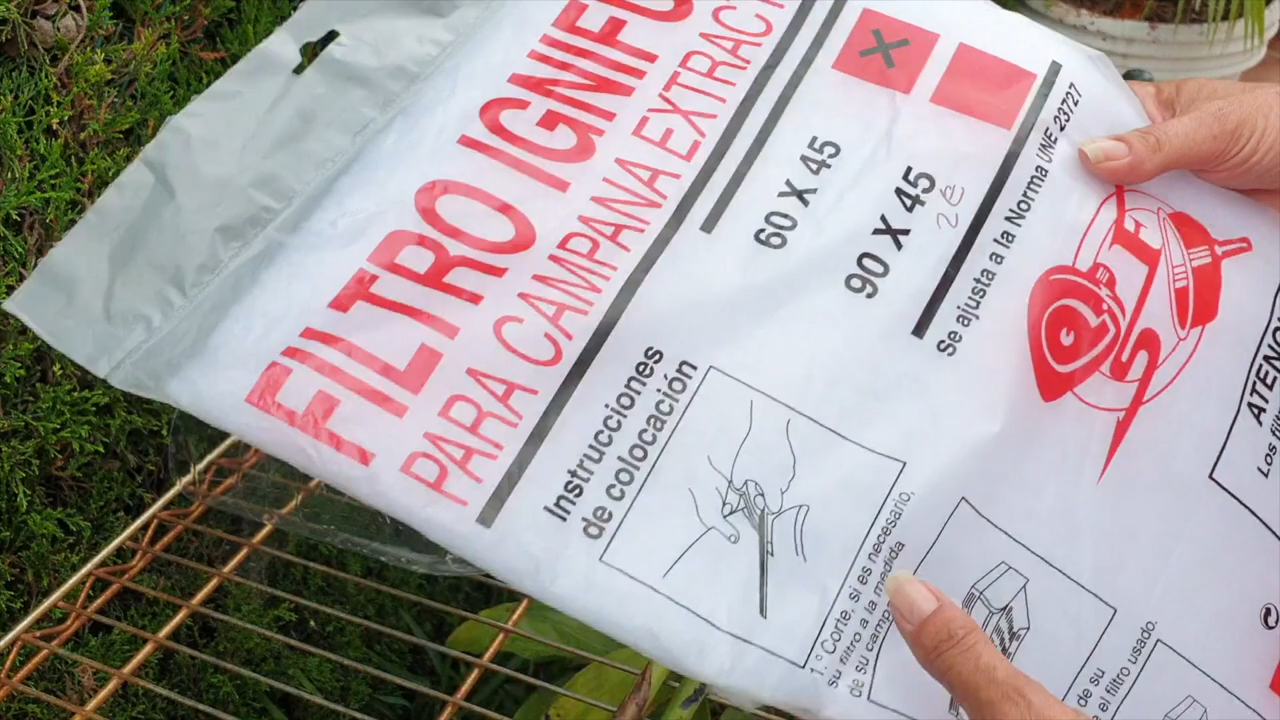 FILTRO IGNIFU
PARA CAMPANA EXTRACT
X
60 X 45
90 X 45
2€
Se ajusta a la Norma UNE 23727
Instrucciones
de colocación
1.º Corte, si es necesario,
su filtro a la medida
de su camp
de su
el filtro usado.
ATENC
Los fil